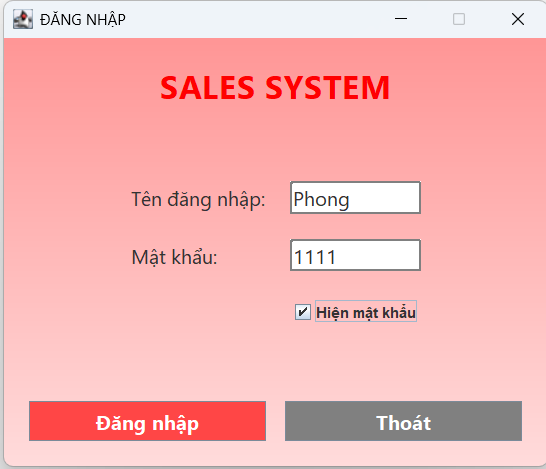 ĐĂNG NHẬP
SALES SYSTEM
Tên đăng nhập: Phong
Mật khẩu: 1111
Hiện mật khẩu
Đăng nhập Thoát